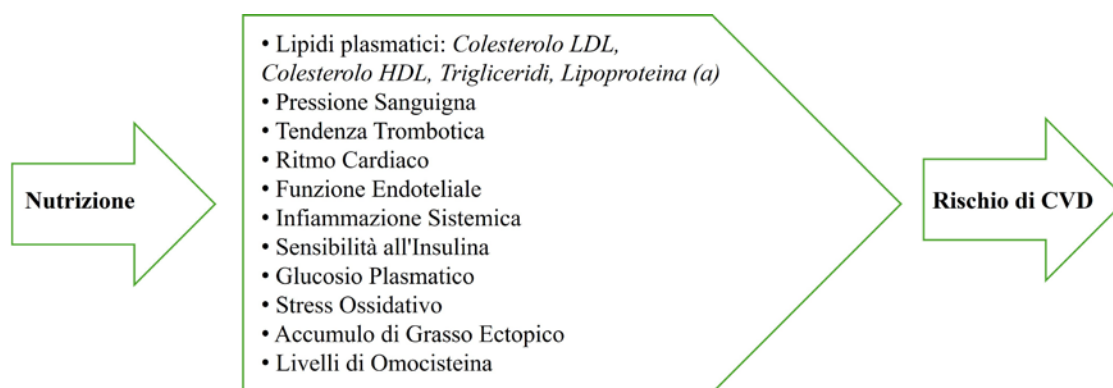 Nutrizione
• Lipidi plasmatici: Colesterolo LDL,
Colesterolo HDL, Trigliceridi, Lipoproteina (a)
• Pressione Sanguigna
• Tendenza Trombotica
• Ritmo Cardiaco
• Funzione Endoteliale
• Infiammazione Sistemica
• Sensibilità all'Insulina
• Glucosio Plasmatico
• Stress Ossidativo
• Accumulo di Grasso Ectopico
• Livelli di Omocisteina
Rischio di CVD